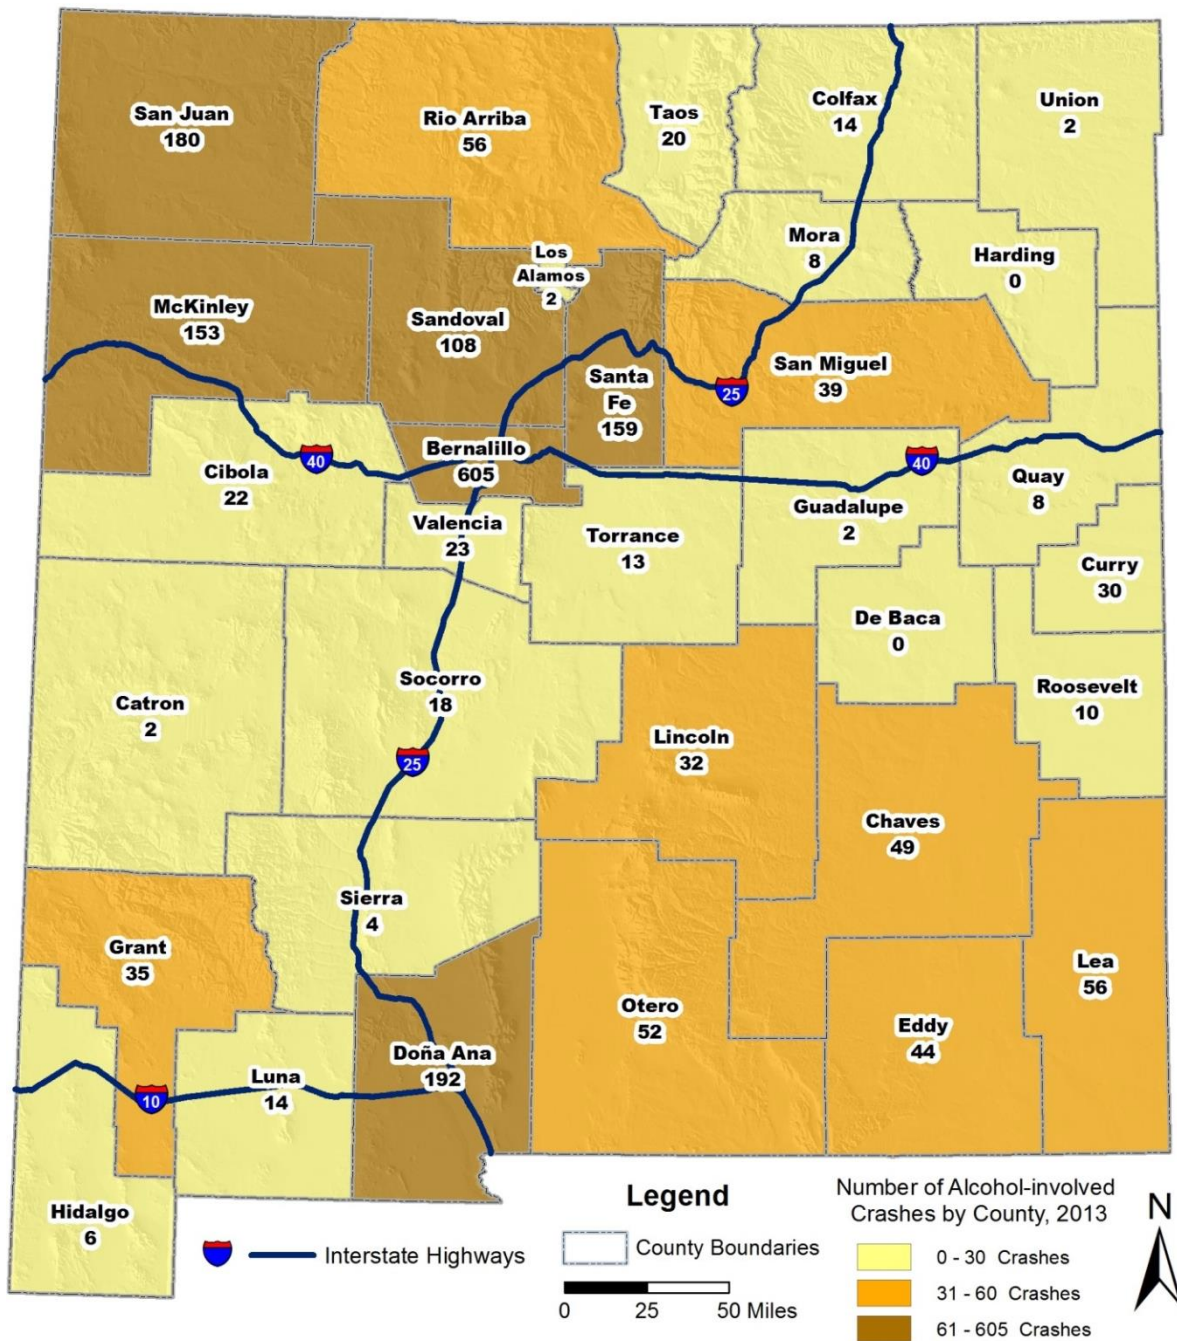 San Juan
180
Rio Arriba
56
Taos
20
Colfax
14
Union
2
Mora
8
Harding
0
Los
Alamos
2
McKinley
153
Sandoval
108
Santa
Fe
159
San Miguel
39
25
Bernalillo
605
Cibola
22
40
40
Quay
8
Guadalupe
2
Valencia
23
Torrance
13
Curry
30
De Baca
0
Roosevelt
10
Catron
2
Socorro
18
25
Lincoln
32
Chaves
49
Sierra
4
Grant
35
Otero
52
Eddy
44
Lea
56
Doña Ana
192
Luna
14
10
Hidalgo
6
Interstate Highways
Legend
County Boundaries
0 25 50 Miles
Number of Alcohol-involved
Crashes by County, 2013
0 - 30 Crashes
31 - 60 Crashes
61 - 605 Crashes
N